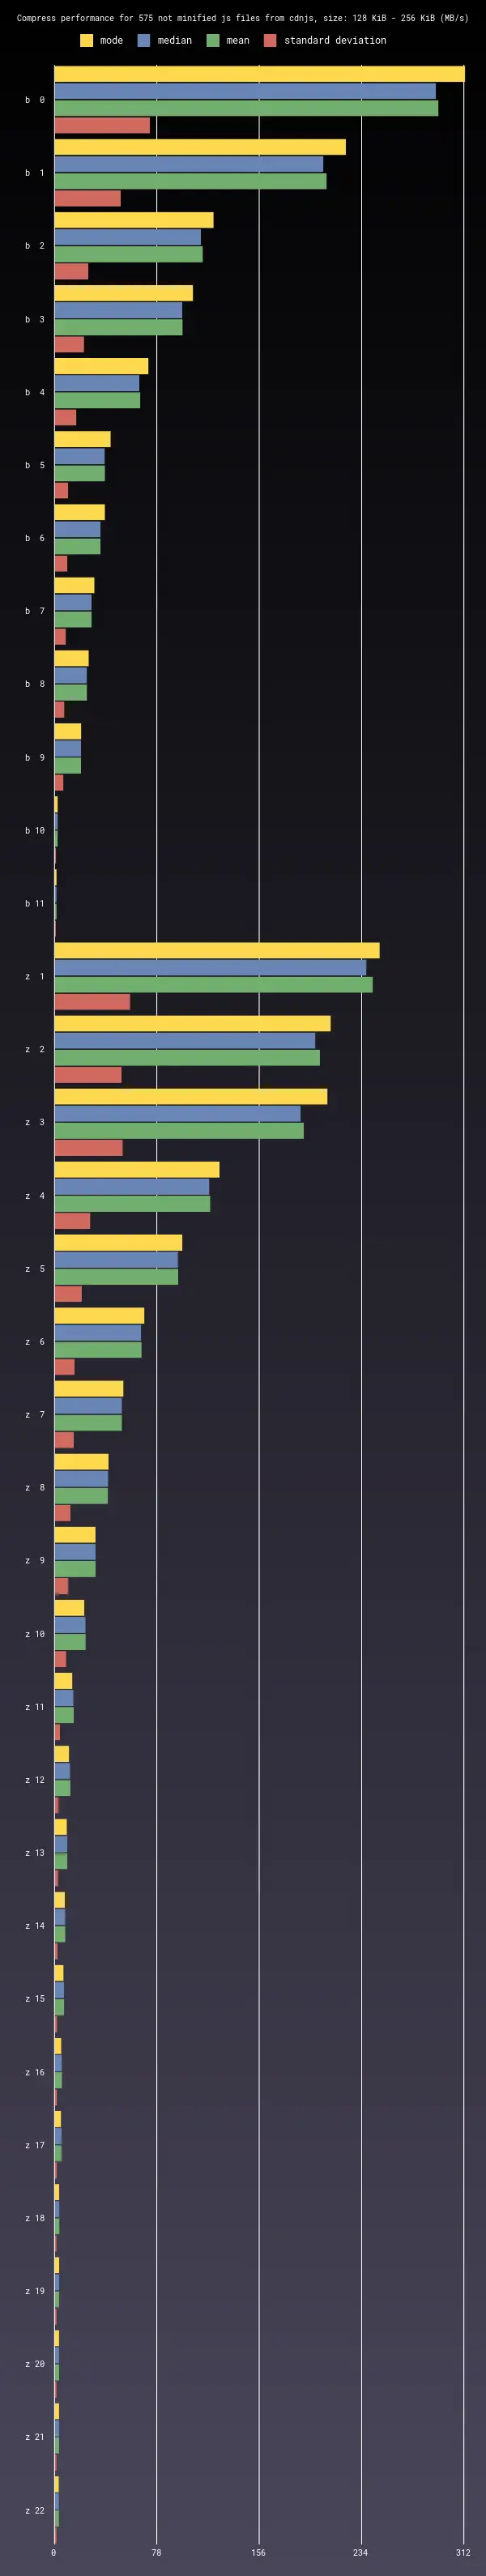 Compress performance for 575 not minified js files from cdnjs, size: 128 KiB - 256 KiB (MB/s)
mode median mean standard deviation
b 0
b 1
b 2
b 3
b 4
b 5
b 6
b 7
b 8
b 9
b 10
b 11
z 1
z 2
z 3
z 4
z 5
z 6
z 7
z 8
z 9
z 10
z 11
z 12
z 13
z 14
z 15
z 16
z 17
z 18
z 19
z 20
z 21
z 22
0 78 156 234 312